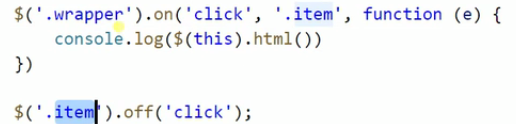 $('.wrapper').on('click', '.item', function (e) {
    console.log($(this).html())
})
$('.item').off('click');